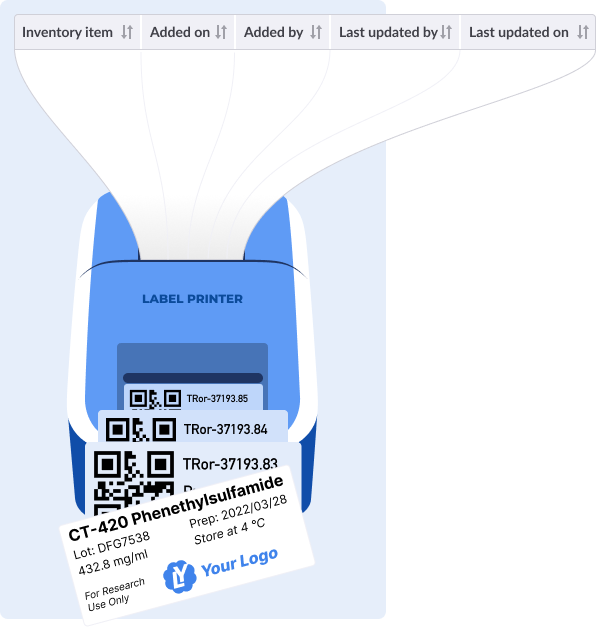 Inventory item Added on Added by Last updated by Last updated on
LABEL PRINTER
TRor-37193.85
TRor-37193.84
TRor-37193.83
CT-420 Phenethylsulfamide
Lot: DFG7538 Prep: 2022/03/28
432.8 mg/ml Store at 4 °C
For Research
Use Only
LY Your Logo